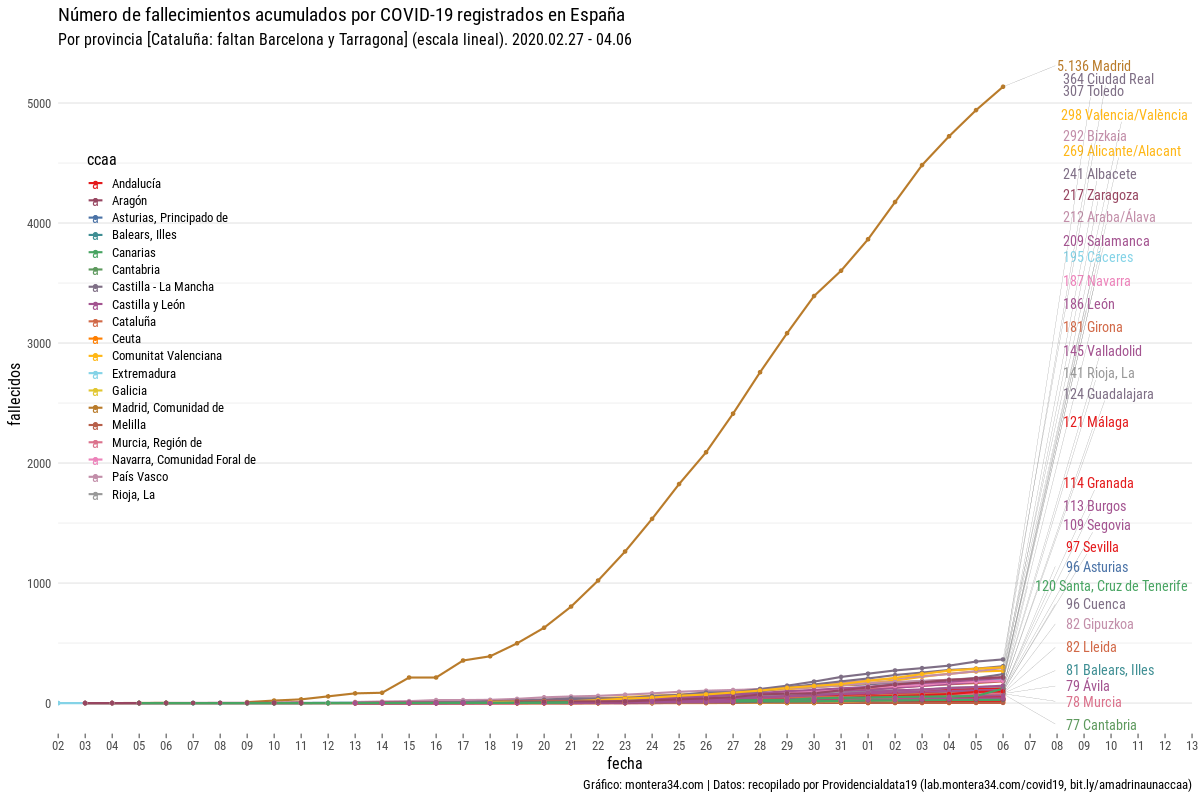 Número de fallecimientos acumulados por COVID-19 registrados en España
Por provincia [Cataluña: faltan Barcelona y Tarragona] (escala lineal). 2020.02.27 - 04.06
fallecidos
5000
4000
3000
2000
1000
0
ccaa
Andalucía
Aragón
Asturias, Principado de
Balears, Illes
Canarias
Cantabria
Castilla - La Mancha
Castilla y León
Cataluña
Ceuta
Comunitat Valenciana
Extremadura
Galicia
Madrid, Comunidad de
Melilla
Murcia, Región de
Navarra, Comunidad Foral de
País Vasco
Rioja, La
5.136 Madrid
364 Ciudad Real
307 Toledo
298 Valencia/València
292 Bizkaia
269 Alicante/Alacant
241 Albacete
217 Zaragoza
212 Araba/Álava
209 Salamanca
195 Cáceres
187 Navarra
186 León
181 Girona
145 Valladolid
141 Rioja, La
124 Guadalajara
121 Málaga
114 Granada
113 Burgos
109 Segovia
97 Sevilla
96 Asturias
120 Santa, Cruz de Tenerife
96 Cuenca
82 Gipuzkoa
82 Lleida
81 Balears, Illes
79 Ávila
78 Murcia
77 Cantabria
02 03 04 05 06 07 08 09 10 11 12 13 14 15 16 17 18 19 20 21 22 23 24 25 26 27 28 29 30 31 01 02 03 04 05 06 07 08 09 10 11 12 13
fecha
Gráfico: montera34.com | Datos: recopilado por Providencialdata19 (lab.montera34.com/covid19, bit.ly/amadrinaunaccaa)